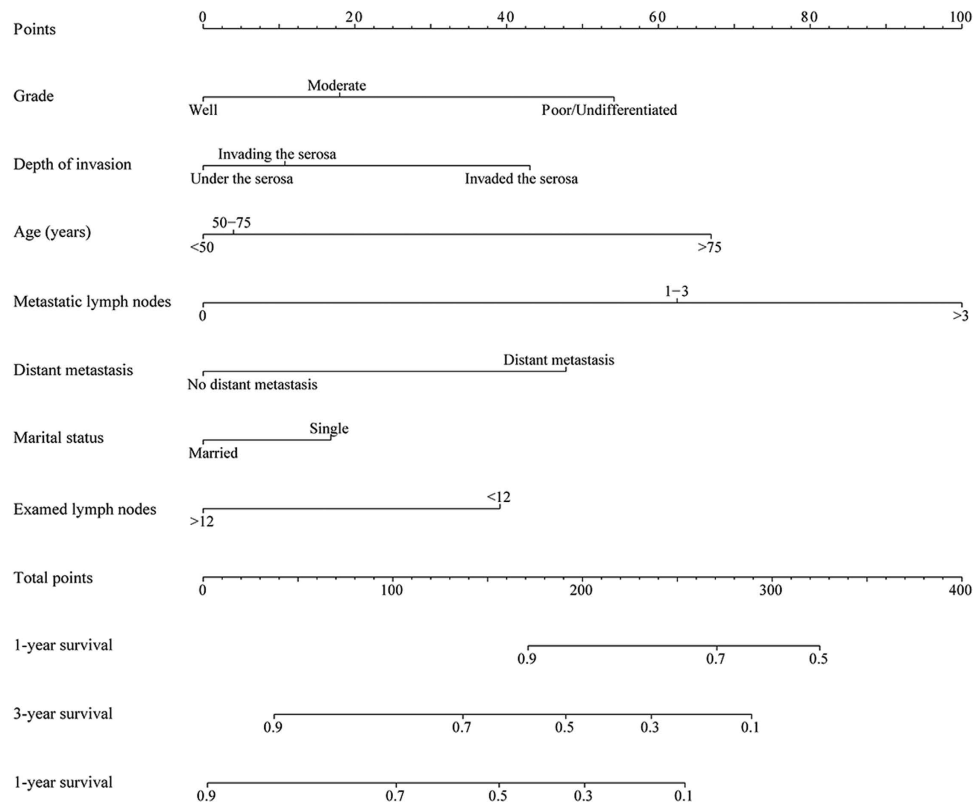 Points
0 20 40 60 80 100
Grade
Moderate
Well Poor/Undifferentiated
Depth of invasion
Invading the serosa
Under the serosa Invaded the serosa
Age (years)
50−75
<50 >75
Metastatic lymph nodes
1−3
0 >3
Distant metastasis
Distant metastasis
No distant metastasis
Marital status
Single
Married
Examed lymph nodes
<12
>12
Total points
0 100 200 300 400
1-year survival
0.9 0.7 0.5
3-year survival
0.9 0.7 0.5 0.3 0.1
1-year survival
0.9 0.7 0.5 0.3 0.1